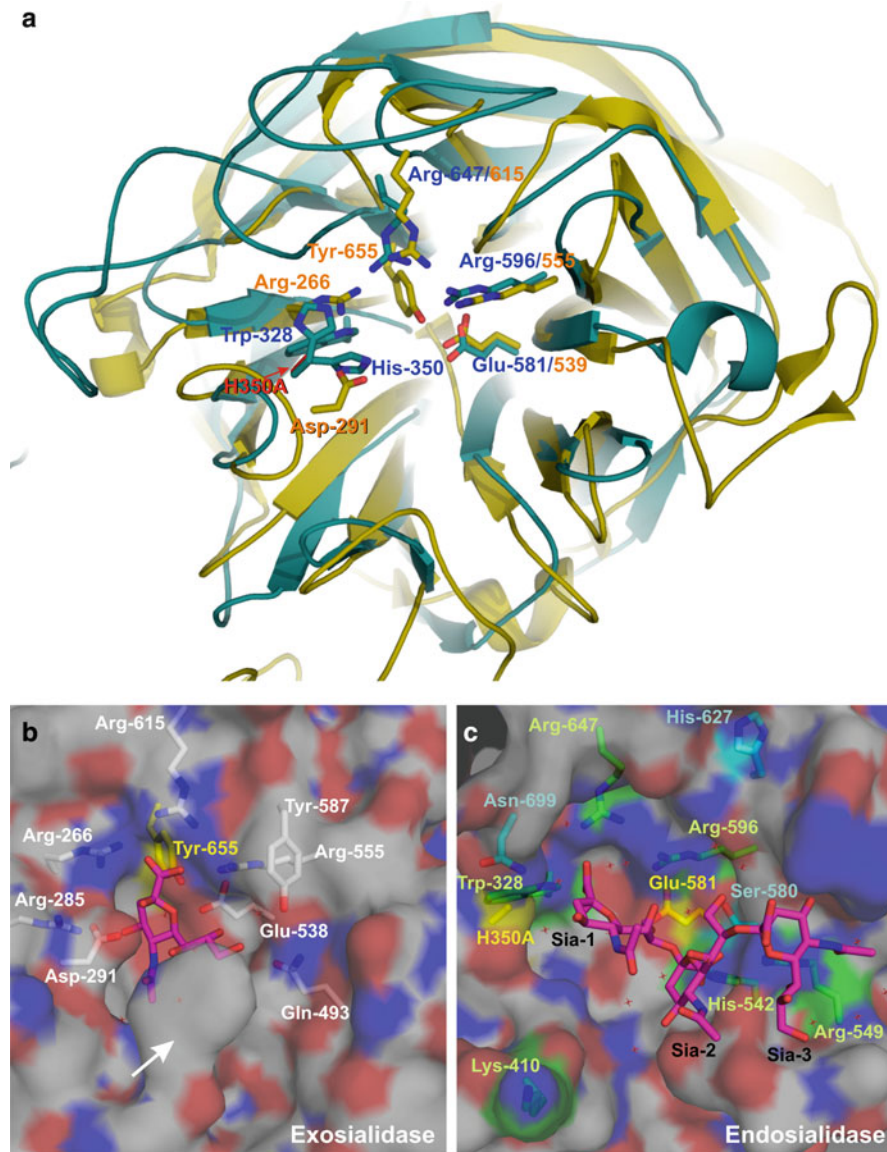 a
Arg-647/615
Tyr-655
Arg-596/555
Arg-266
Trp-328
His-350
Glu-581/539
H350A
Asp-291
b
Arg-615
Tyr-587
Arg-266
Tyr-655
Arg-555
Arg-285
Glu-538
Asp-291
Gln-493
Exosialidase
c
His-627
Arg-647
Asn-699
Arg-596
Trp-328
Glu-581
Ser-580
H350A
Sia-1
His-542
Arg-549
Sia-2
Sia-3
Lys-410
Endosialidase